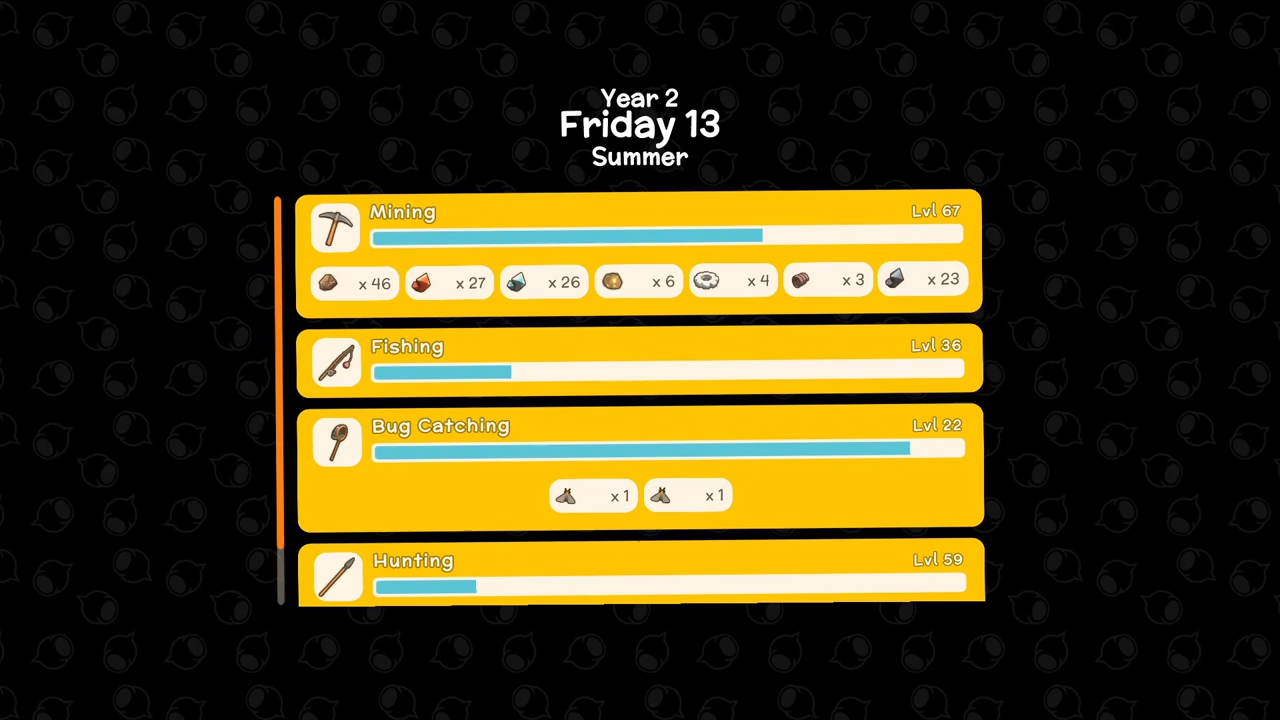 Year 2
Friday 13
Summer
Mining Lvl 67
x 46 x 27 x 26 x 6 x 4 x 3 x 23
Fishing Lvl 36
Bug Catching Lvl 22
x 1 x 1
Hunting Lvl 59